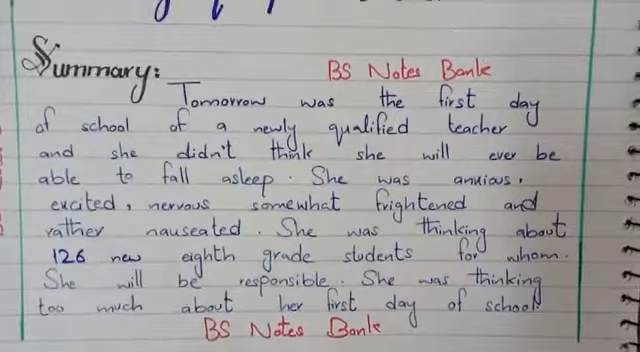 Summary:
BS Notes Bank
Tomorrow was the first day
of school of a newly qualified teacher
and she didn't think she will ever be
able to fall asleep. She was anxious,
excited, nervous somewhat frightened and
rather nauseated. She was thinking about
126 new eighth grade students for whom.
She will be responsible. She was thinking
too much about her first day of school.
BS Notes Bank